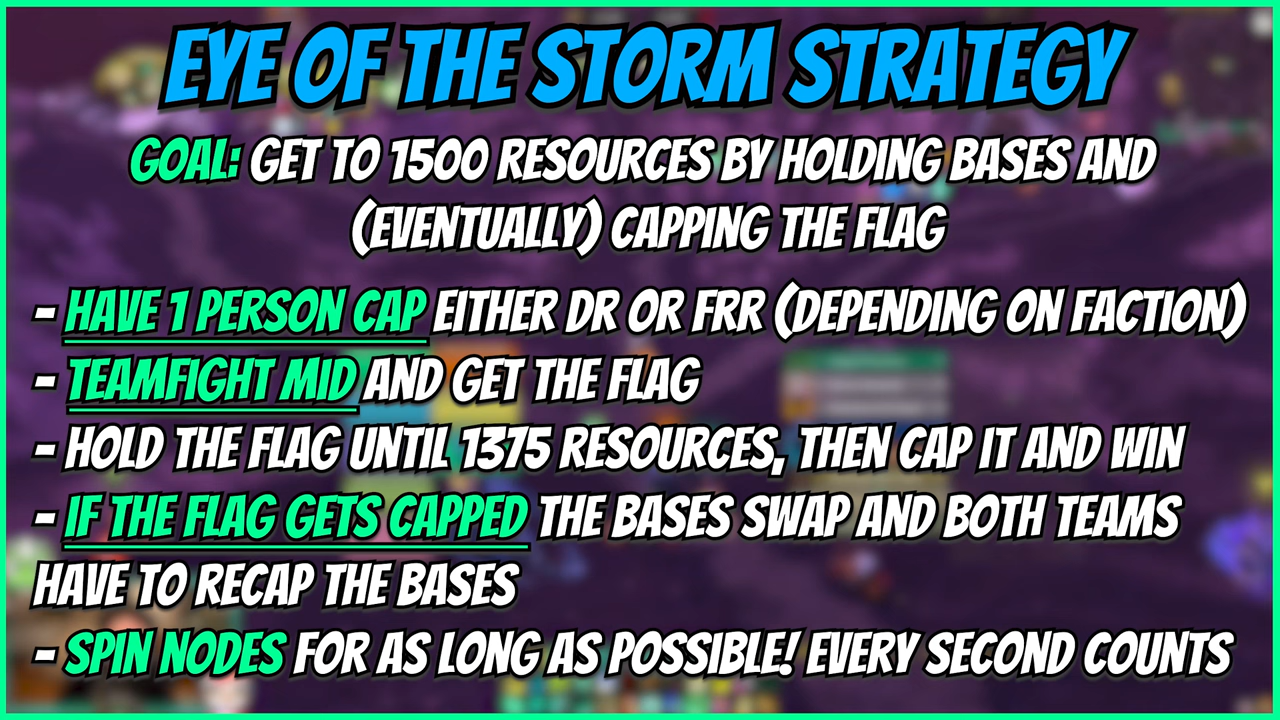 EYE OF THE STORM STRATEGY
GOAL: GET TO 1500 RESOURCES BY HOLDING BASES AND
(EVENTUALLY) CAPPING THE FLAG
- HAVE 1 PERSON CAP EITHER DR OR FRR (DEPENDING ON FACTION)
- TEAMFIGHT MID AND GET THE FLAG
- HOLD THE FLAG UNTIL 1375 RESOURCES, THEN CAP IT AND WIN
- IF THE FLAG GETS CAPPED THE BASES SWAP AND BOTH TEAMS
HAVE TO RECAP THE BASES
- SPIN NODES FOR AS LONG AS POSSIBLE! EVERY SECOND COUNTS